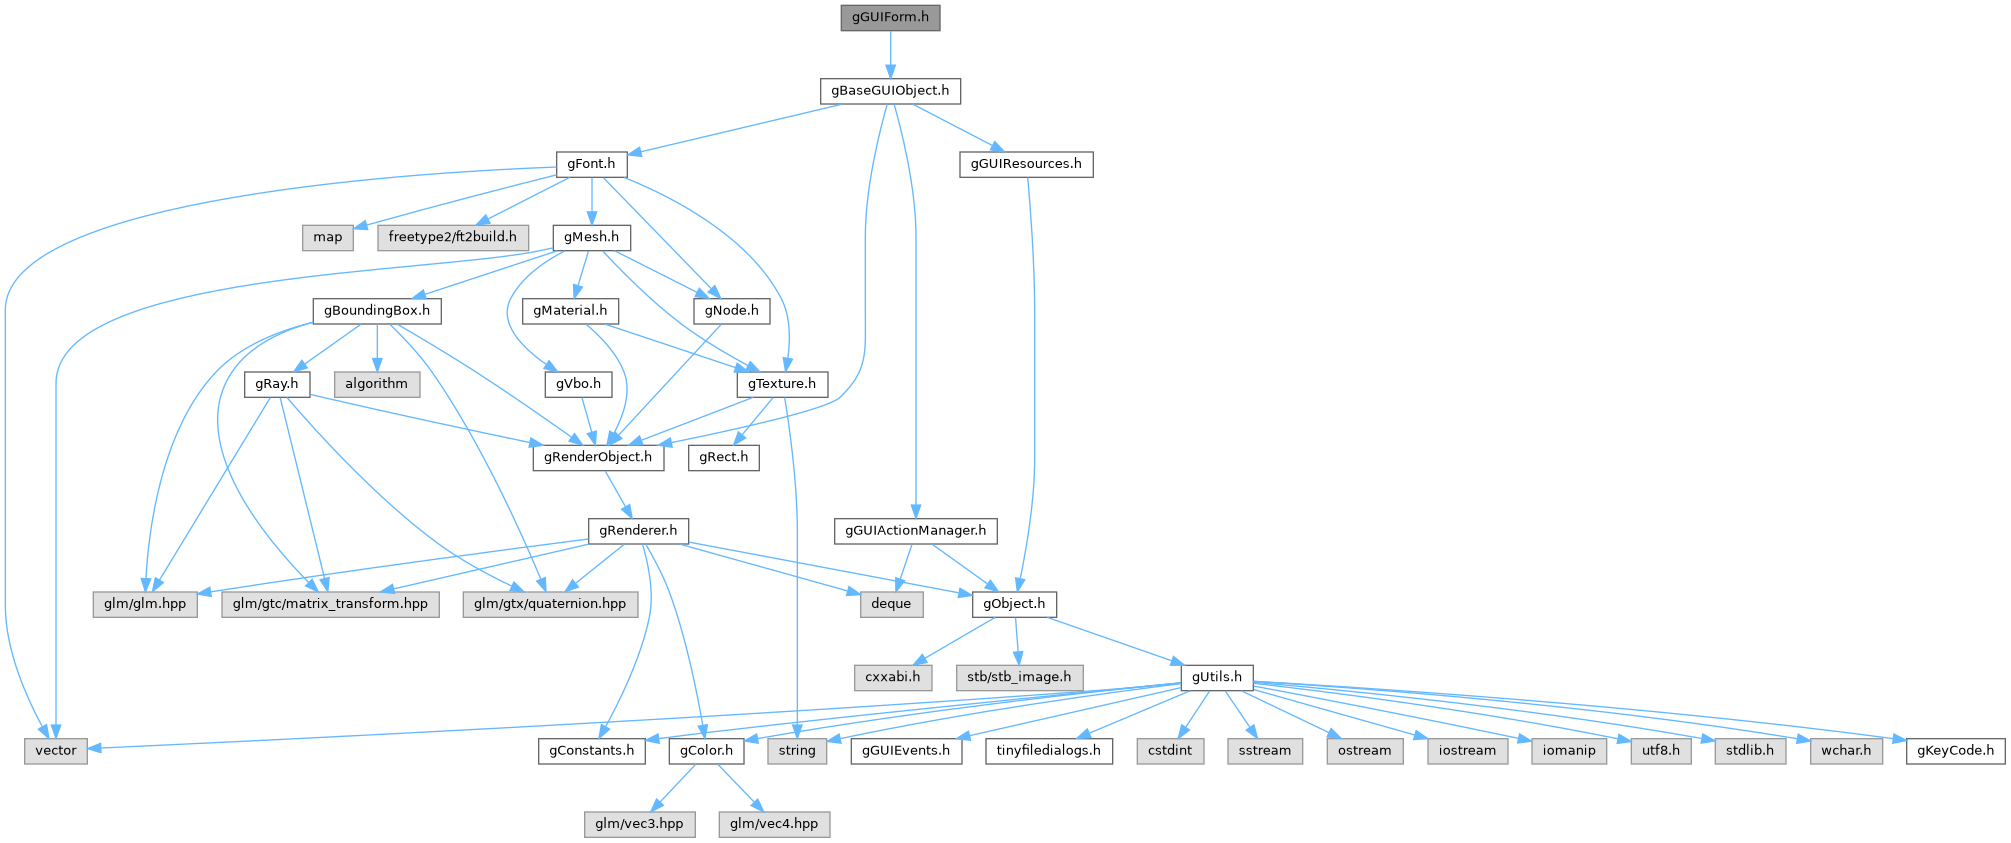 gGUIForm.h
gBaseGUIObject.h
gFont.h
gGUIResources.h
map
freetype2/ft2build.h
gMesh.h
gBoundingBox.h
gMaterial.h
gNode.h
gRay.h
algorithm
gVbo.h
gTexture.h
gRenderObject.h
gRect.h
gRenderer.h
gGUIActionManager.h
glm/glm.hpp
glm/gtc/matrix_transform.hpp
glm/gtx/quaternion.hpp
deque
gObject.h
cxxabi.h
stb/stb_image.h
gUtils.h
vector
gConstants.h
gColor.h
string
gGUIEvents.h
tinyfiledialogs.h
cstdint
sstream
ostream
iostream
iomanip
utf8.h
stdlib.h
wchar.h
gKeyCode.h
glm/vec3.hpp
glm/vec4.hpp